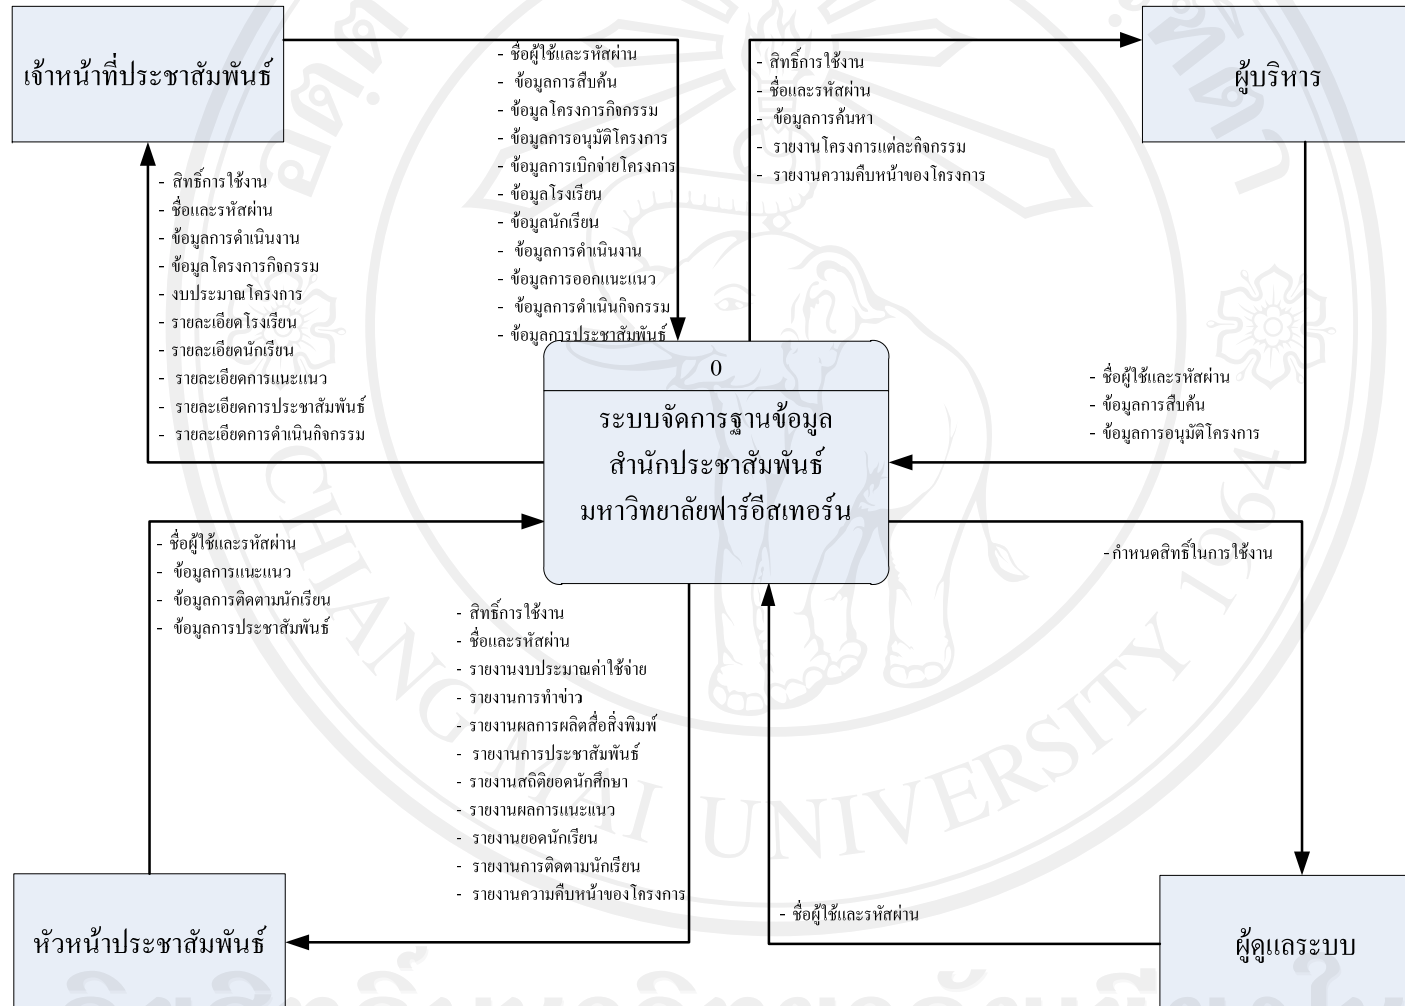 เจ้าหน้าที่ประชาสัมพันธ์
- ชื่อผู้ใช้และรหัสผ่าน
- ข้อมูลการสืบค้น
- ข้อมูลโครงการกิจกรรม
- ข้อมูลการอนุมัติโครงการ
- ข้อมูลการเบิกจ่ายโครงการ
- ข้อมูลโรงเรียน
- ข้อมูลนักเรียน
- ข้อมูลการดำเนินงาน
- ข้อมูลการออกแนะแนว
- ข้อมูลการดำเนินกิจกรรม
- ข้อมูลการประชาสัมพันธ์
- สิทธิ์การใช้งาน
- ชื่อและรหัสผ่าน
- ข้อมูลการค้นหา
- รายงานโครงการแต่ละกิจกรรม
- รายงานความคืบหน้าของโครงการ
ผู้บริหาร
- สิทธิ์การใช้งาน
- ชื่อและรหัสผ่าน
- ข้อมูลการดำเนินงาน
- ข้อมูลโครงการกิจกรรม
- งบประมาณโครงการ
- รายละเอียดโรงเรียน
- รายละเอียดนักเรียน
- รายละเอียดการแนะแนว
- รายละเอียดการประชาสัมพันธ์
- รายละเอียดการดำเนินกิจกรรม
0
ระบบจัดการฐานข้อมูล
สำนักประชาสัมพันธ์
มหาวิทยาลัยฟาร์อีสเทอร์น
- ชื่อผู้ใช้และรหัสผ่าน
- ข้อมูลการสืบค้น
- ข้อมูลการอนุมัติโครงการ
- ชื่อผู้ใช้และรหัสผ่าน
- ข้อมูลการแนะแนว
- ข้อมูลการติดตามนักเรียน
- ข้อมูลการประชาสัมพันธ์
- สิทธิ์การใช้งาน
- ชื่อและรหัสผ่าน
- รายงานงบประมาณค่าใช้จ่าย
- รายงานการทำข่าว
- รายงานผลการผลิตสื่อสิ่งพิมพ์
- รายงานการประชาสัมพันธ์
- รายงานสถิติยอดนักศึกษา
- รายงานผลการแนะแนว
- รายงานยอดนักเรียน
- รายงานการติดตามนักเรียน
- รายงานความคืบหน้าของโครงการ
-กำหนดสิทธิ์ในการใช้งาน
- ชื่อผู้ใช้และรหัสผ่าน
หัวหน้าประชาสัมพันธ์
ผู้ดูแลระบบ
CHIANG MAI UNIVERSITY 1964